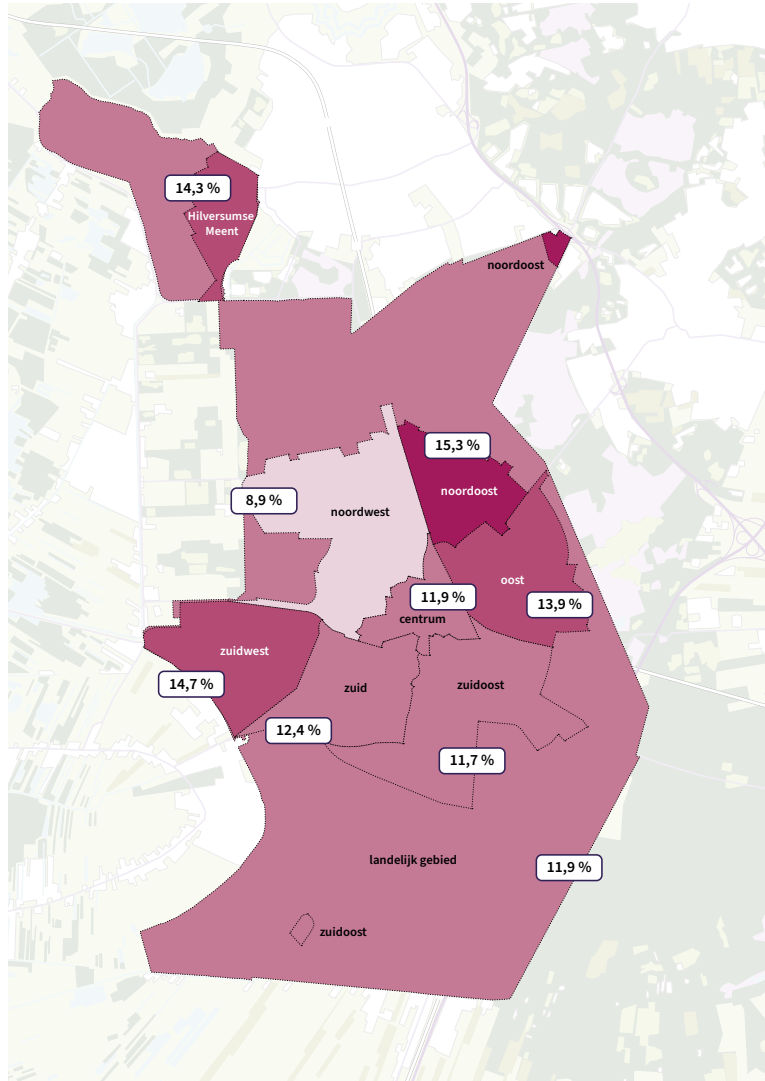 14,3 %
Hilversumse
Meent
noordoost
15,3 %
noordoost
8,9 %
noordwest
oost
11,9 %
13,9 %
centrum
zuidwest
14,7 %
zuid
zuidoost
12,4 %
11,7 %
landelijk gebied
11,9 %
zuidoost